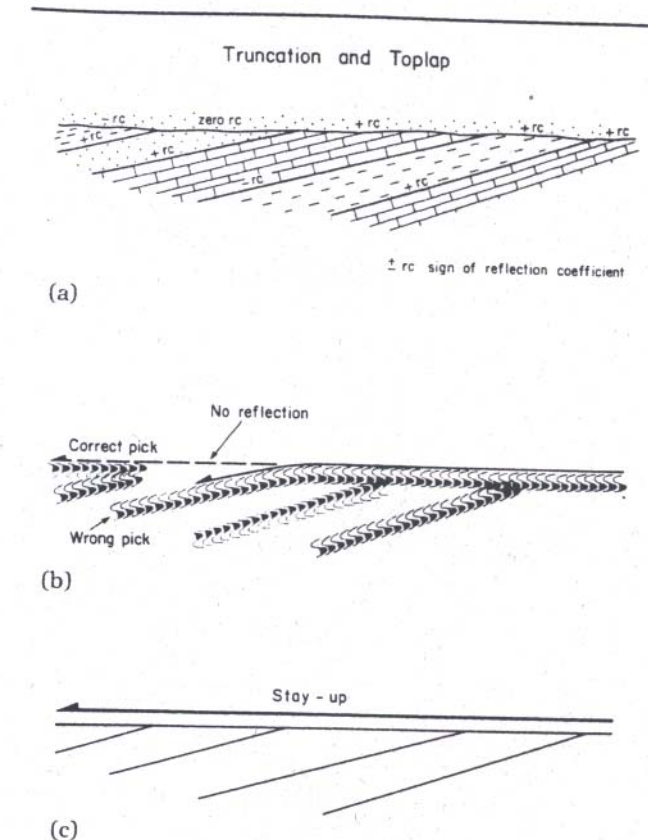 Truncation and Toplap
- rc
zero rc
+ rc
+ rc
+ rc
+ rc
+ rc
- rc
+ rc
± rc sign of reflection coefficient
(a)
No reflection
Correct pick
Wrong pick
(b)
Stay - up
(c)